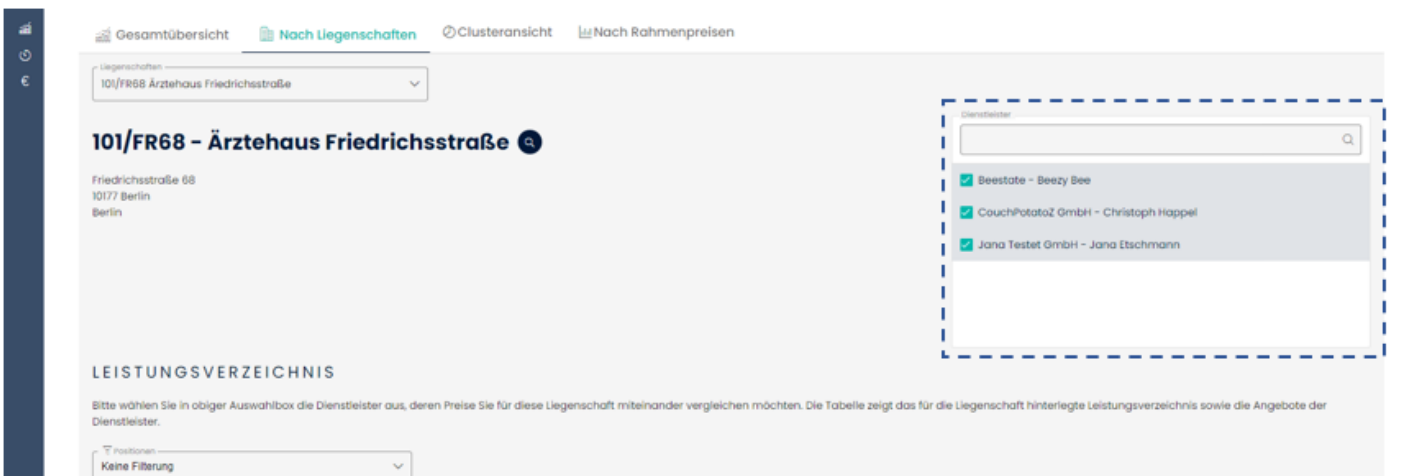 Gesamtübersicht
Nach Liegenschaften
Clusteransicht
Nach Rahmenpreisen
€
Liegenschaften
101/FR68 Ärztehaus Friedrichsstraße
101/FR68 - Ärztehaus Friedrichsstraße
Friedrichsstraße 68
10177 Berlin
Berlin
Dienstleister
Beestate - Beezy Bee
CouchPotatoZ GmbH - Christoph Happel
Jana Testet GmbH - Jana Etschmann
LEISTUNGSVERZEICHNIS
Bitte wählen Sie in obiger Auswahlbox die Dienstleister aus, deren Preise Sie für diese Liegenschaft miteinander vergleichen möchten. Die Tabelle zeigt das für die Liegenschaft hinterlegte Leistungsverzeichnis sowie die Angebote der
Dienstleister.
Positionen
Keine Filterung